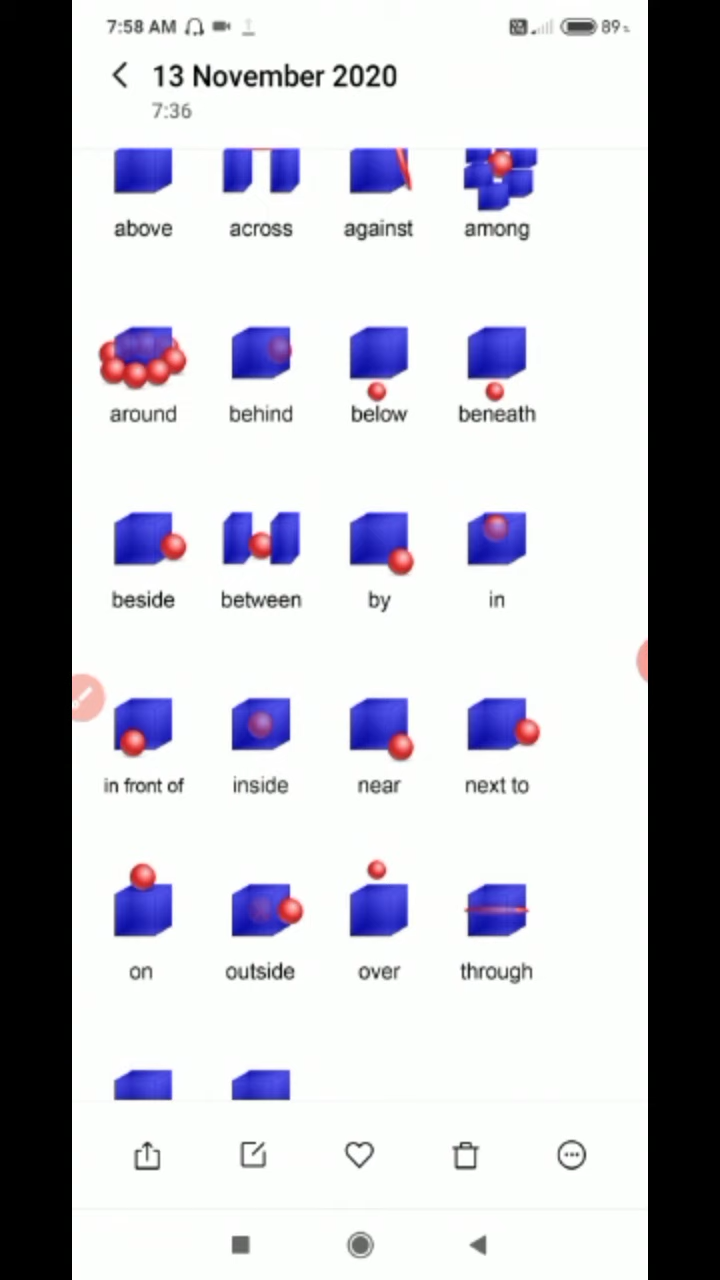 7:58 AM 89
13 November 2020
7:36
above across against among
around behind below beneath
beside between by in
in front of inside near next to
on outside over through